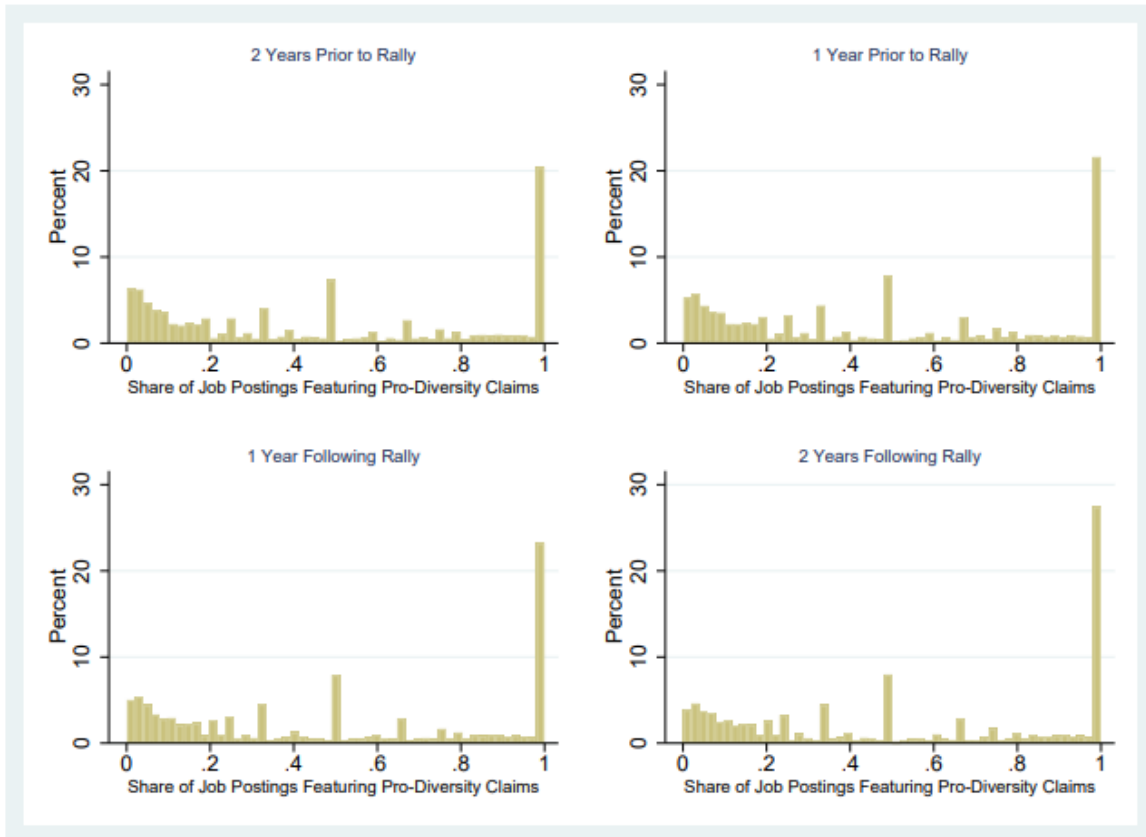 2 Years Prior to Rally
30
20
10
0
Percent
0 .2 .4 .6 .8 1
Share of Job Postings Featuring Pro-Diversity Claims
1 Year Prior to Rally
30
20
10
0
Percent
0 .2 .4 .6 .8 1
Share of Job Postings Featuring Pro-Diversity Claims
1 Year Following Rally
30
20
10
0
Percent
0 .2 .4 .6 .8 1
Share of Job Postings Featuring Pro-Diversity Claims
2 Years Following Rally
30
20
10
0
Percent
0 .2 .4 .6 .8 1
Share of Job Postings Featuring Pro-Diversity Claims